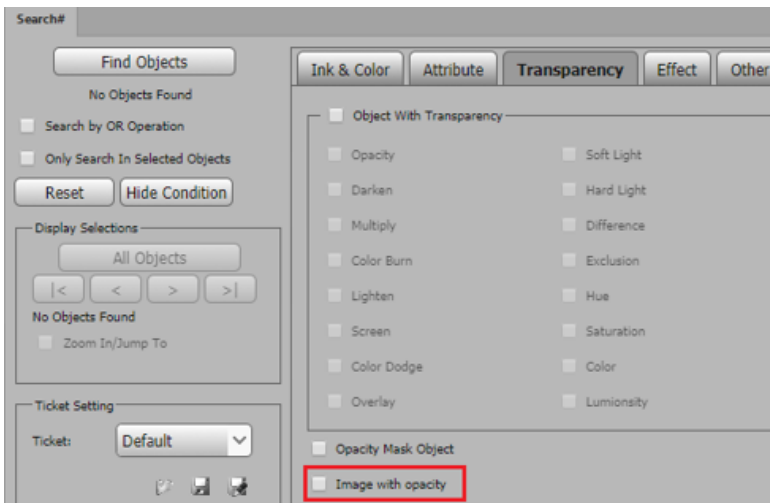 Search#
Find Objects
No Objects Found
Search by OR Operation
Only Search In Selected Objects
Reset
Hide Condition
Display Selections
All Objects
|<
<
>
>|
No Objects Found
Zoom In/Jump To
Ticket Setting
Ticket:
Default
Ink & Color
Attribute
Transparency
Effect
Other
Object With Transparency
Opacity
Soft Light
Darken
Hard Light
Multiply
Difference
Color Burn
Exclusion
Lighten
Hue
Screen
Saturation
Color Dodge
Color
Overlay
Lumionsity
Opacity Mask Object
Image with opacity